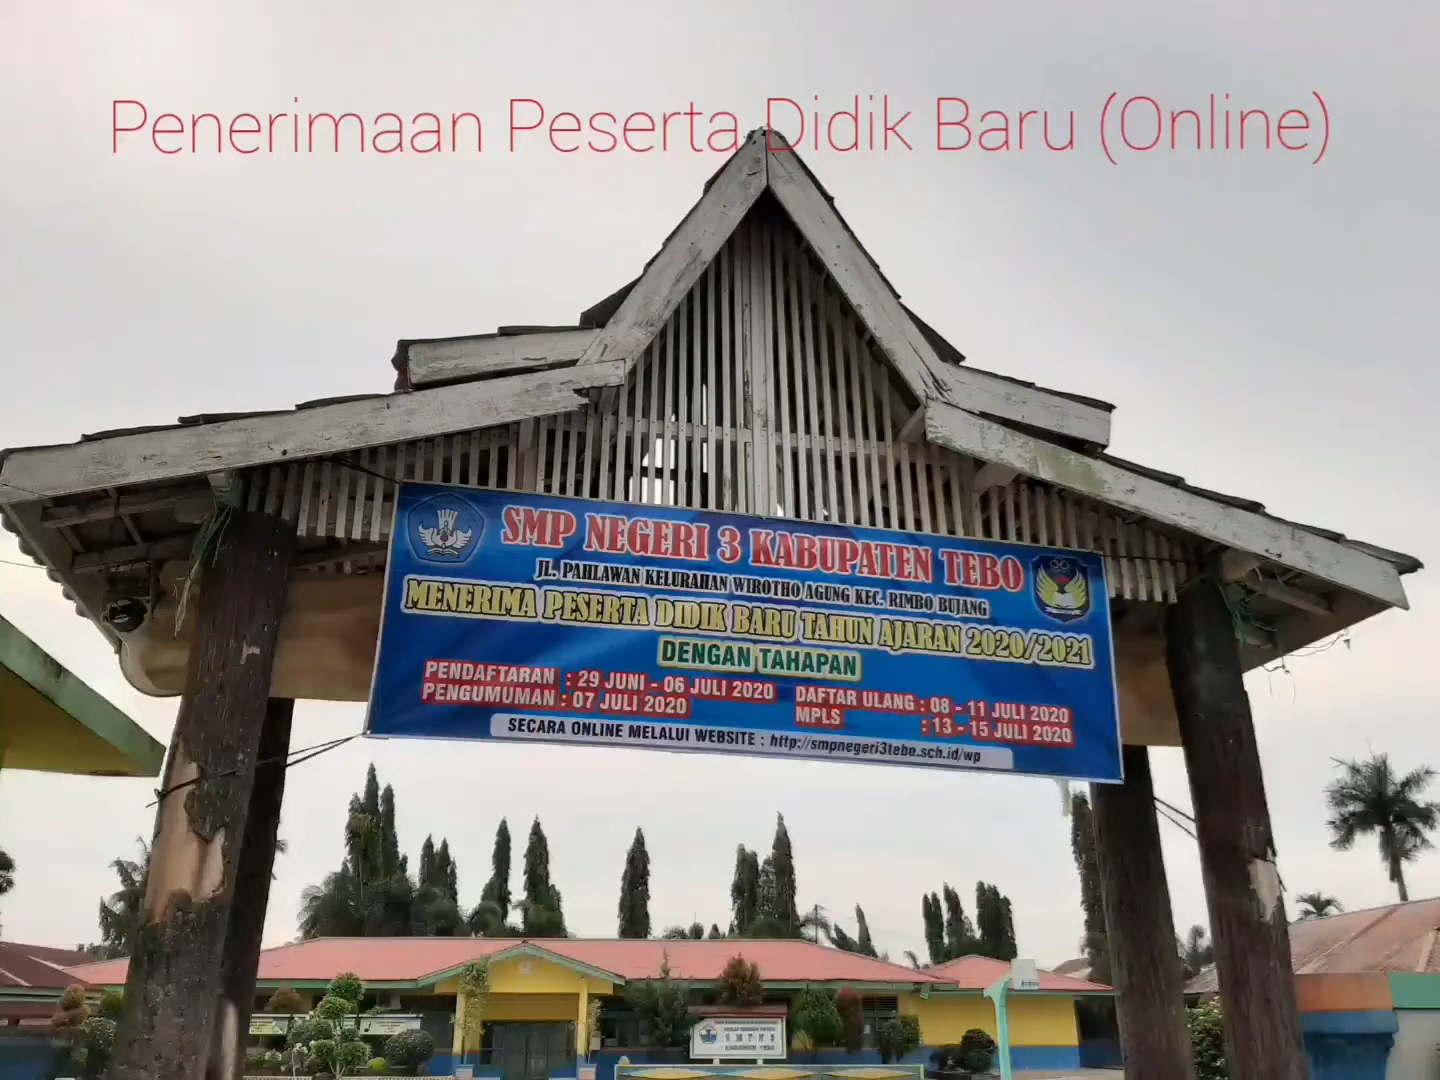 Penerimaan Peserta Didik Baru (Online)
SMP NEGERI 3 KABUPATEN TEBO
JL. PAHLAWAN KELURAHAN WIROTHO AGUNG KEC. RIMBO BUJANG
MENERIMA PESERTA DIDIK BARU TAHUN AJARAN 2020/2021
DENGAN TAHAPAN
PENDAFTARAN : 29 JUNI - 06 JULI 2020
PENGUMUMAN : 07 JULI 2020
DAFTAR ULANG : 08 - 11 JULI 2020
MPLS : 13 - 15 JULI 2020
SECARA ONLINE MELALUI WEBSITE : http://smpnegeri3tebo.sch.id/wp
KABUPATEN TEBO